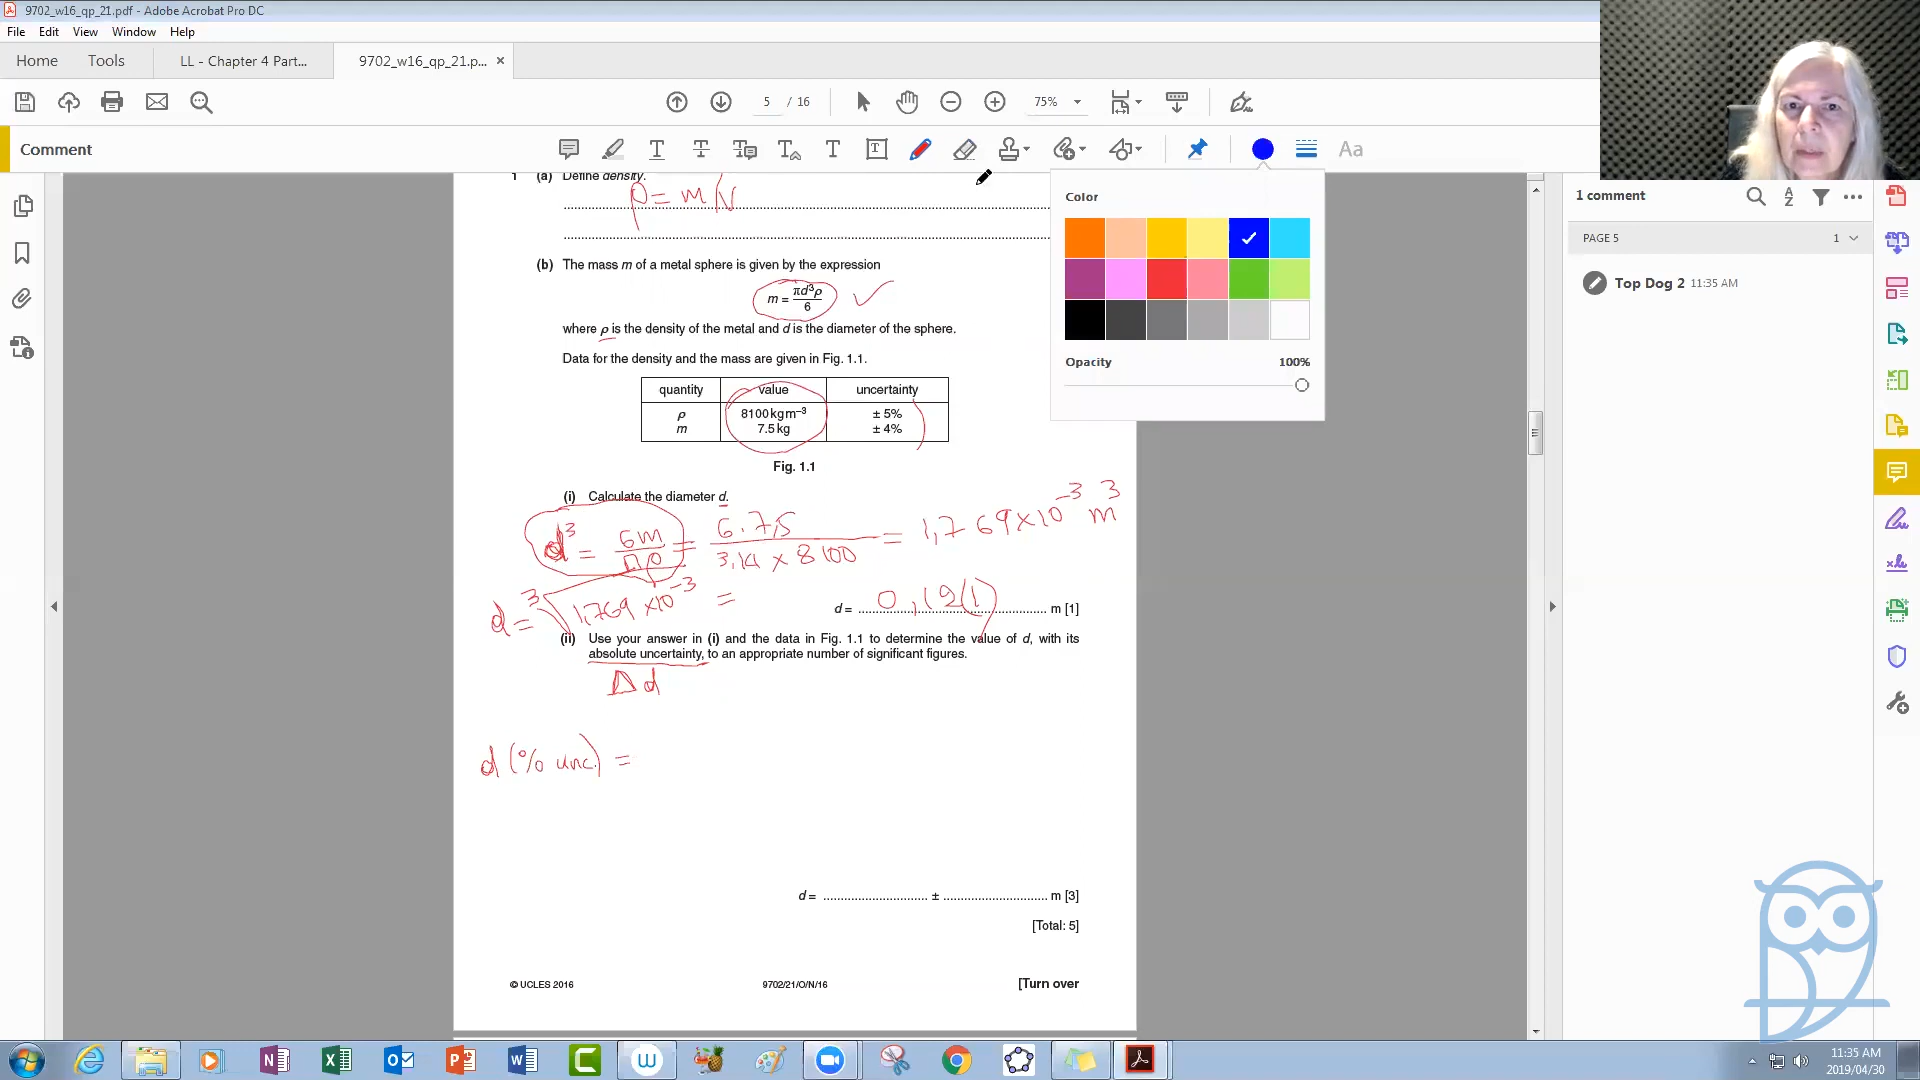 9702_w16_qp_21.pdf - Adobe Acrobat Pro DC
File Edit View Window Help
Home Tools LL - Chapter 4 Part... 9702_w16_qp_21.p... ×
5 / 16 75%
Comment
Aa
1 (a) Define density.
ρ = m/V
(b) The mass m of a metal sphere is given by the expression
m = πd³ρ/6
where ρ is the density of the metal and d is the diameter of the sphere.
Data for the density and the mass are given in Fig. 1.1.
quantity value uncertainty
ρ 8100 kg m⁻³ ± 5%
m 7.5 kg ± 4%
Fig. 1.1
(i) Calculate the diameter d.
d³ = 6m/πρ = 6.7,5/3,14 × 8100 = 1,769 × 10⁻³ m³
d = ³√1,769 × 10⁻³ =
d = 0,12(1) m [1]
(ii) Use your answer in (i) and the data in Fig. 1.1 to determine the value of d, with its
absolute uncertainty, to an appropriate number of significant figures.
Δd
d (% unc.) =
d = ........................... ± ........................... m [3]
[Total: 5]
© UCLES 2016 9702/21/O/N/16 [Turn over
Color
Opacity 100%
1 comment
PAGE 5 1
Top Dog 2 11:35 AM
11:35 AM
2019/04/30